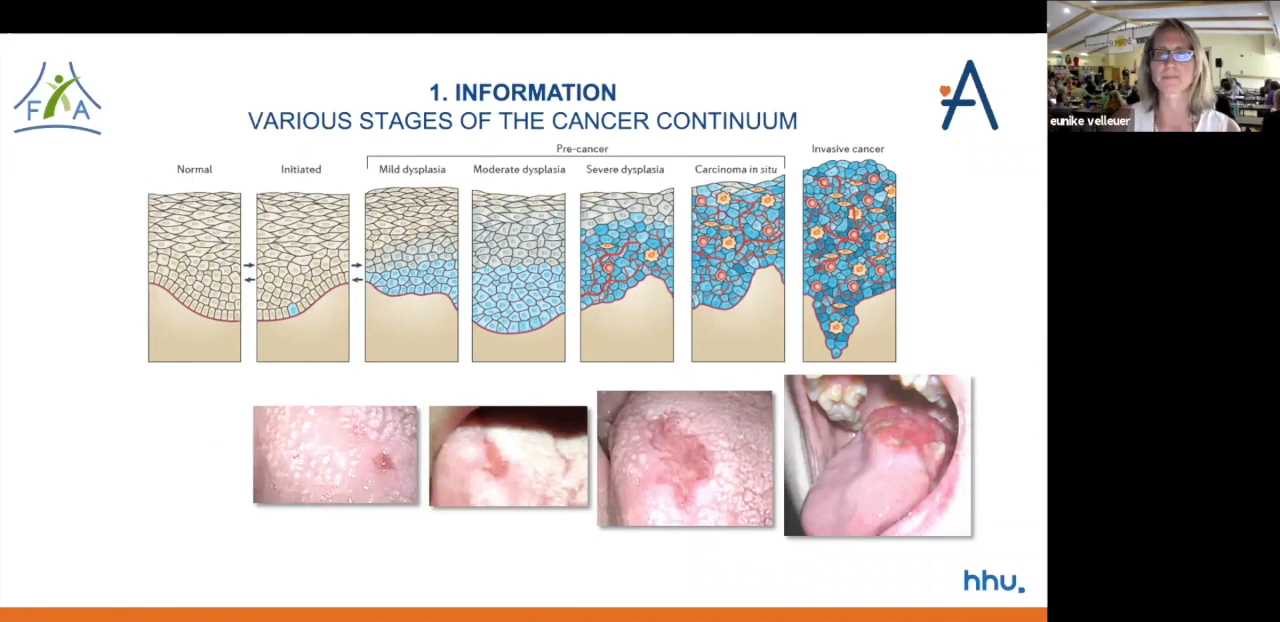 1. INFORMATION
VARIOUS STAGES OF THE CANCER CONTINUUM
Pre-cancer
Invasive cancer
Normal
Initiated
Mild dysplasia
Moderate dysplasia
Severe dysplasia
Carcinoma in situ
F A
A
hhu.
eunike velleuer